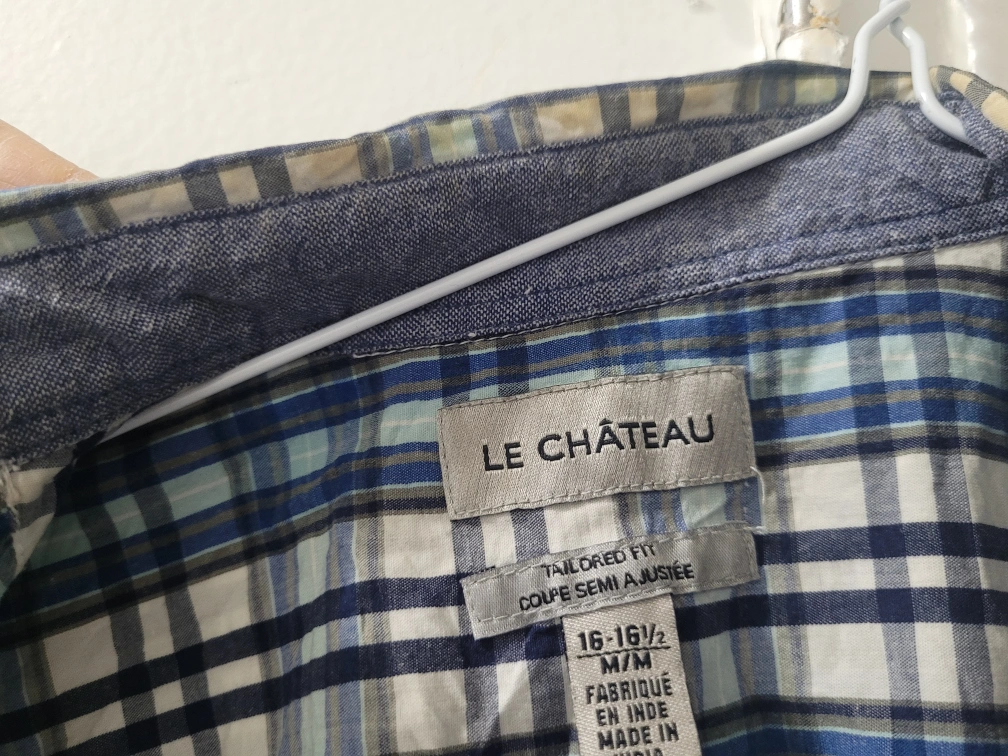 LE CHÂTEAU
TAILORED FIT
COUPE SEMI AJUSTÉE
16-16½
M/M
FABRIQUÉ
EN INDE
MADE IN